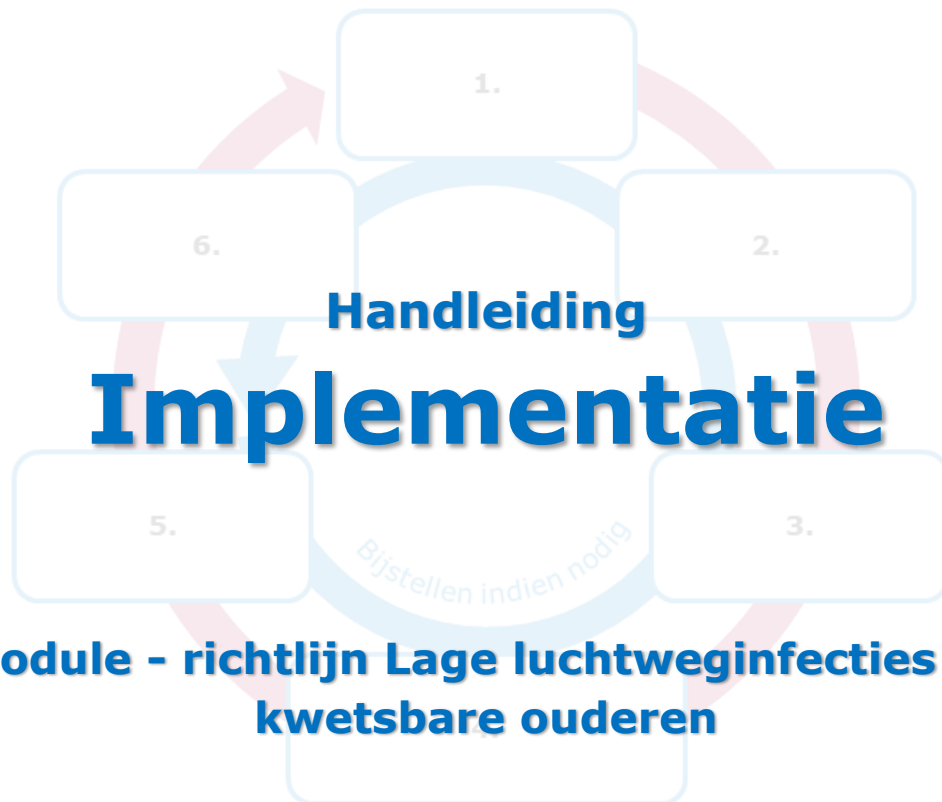 1.
6. 2.
Handleiding
Implementatie
5. 3.
Bijstellen indien nodig
odule - richtlijn Lage luchtweginfecties
kwetsbare ouderen